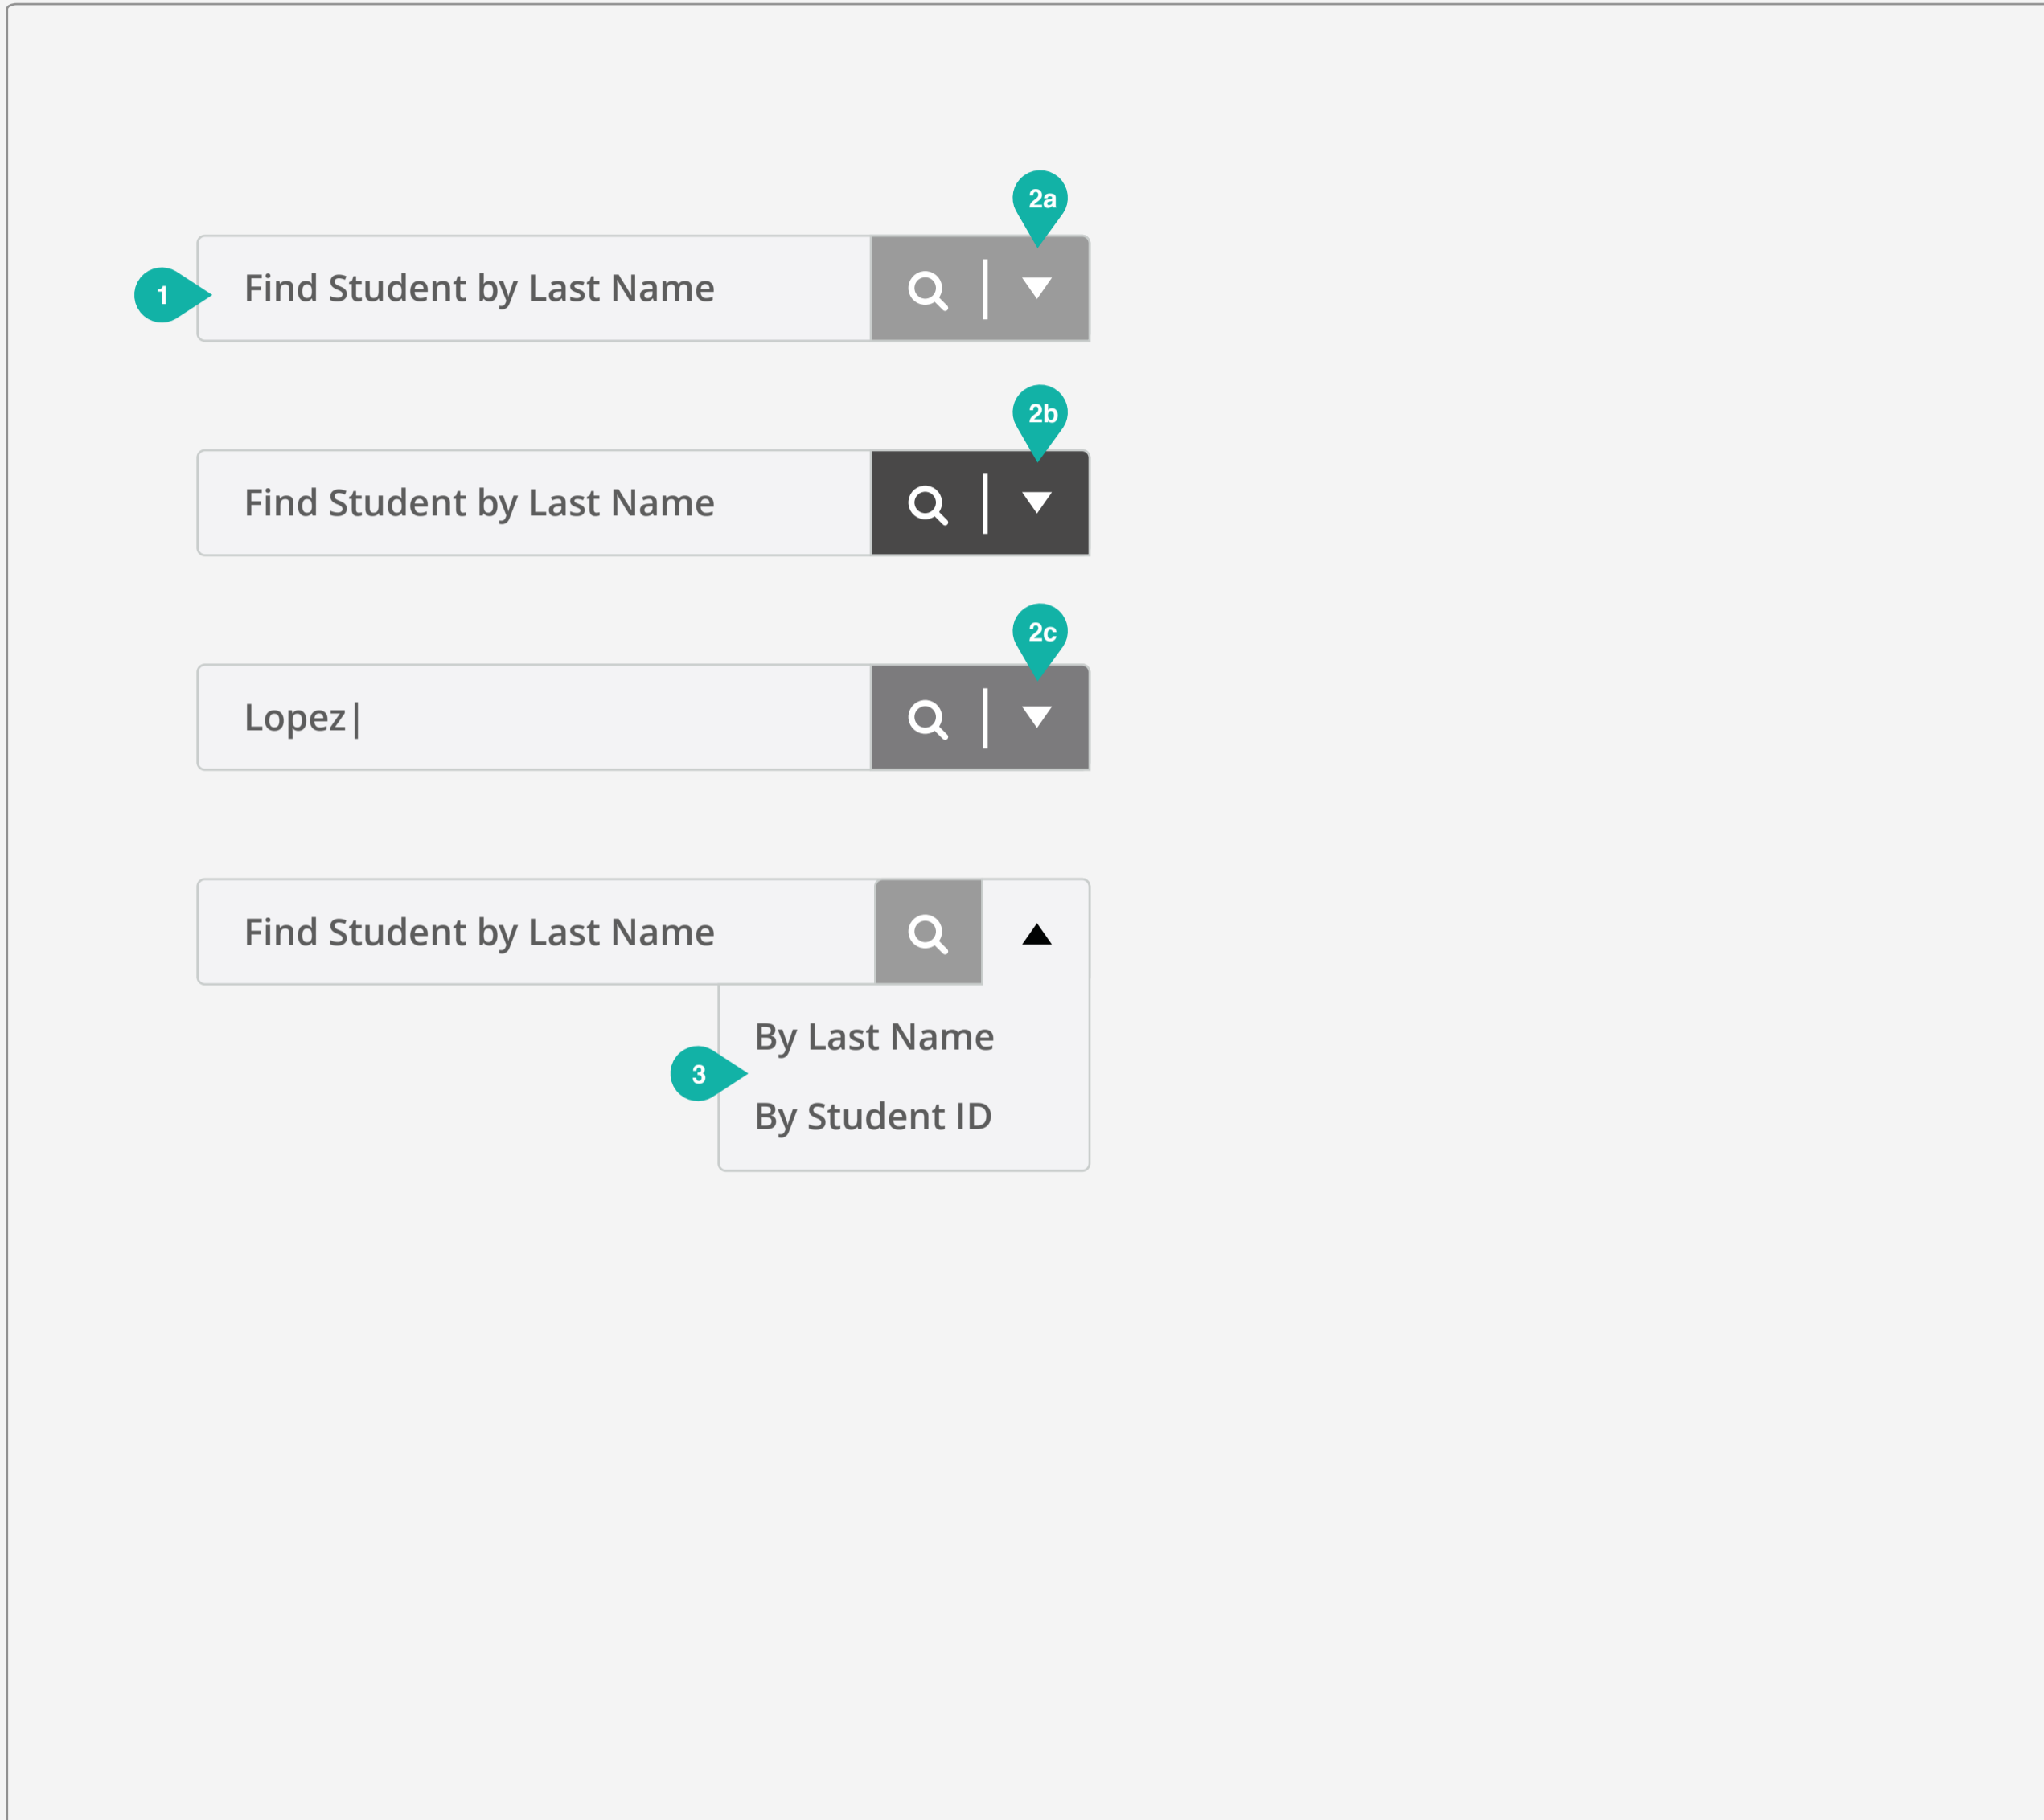 2a
1
Find Student by Last Name
2b
Find Student by Last Name
2c
Lopez
Find Student by Last Name
By Last Name
3
By Student ID